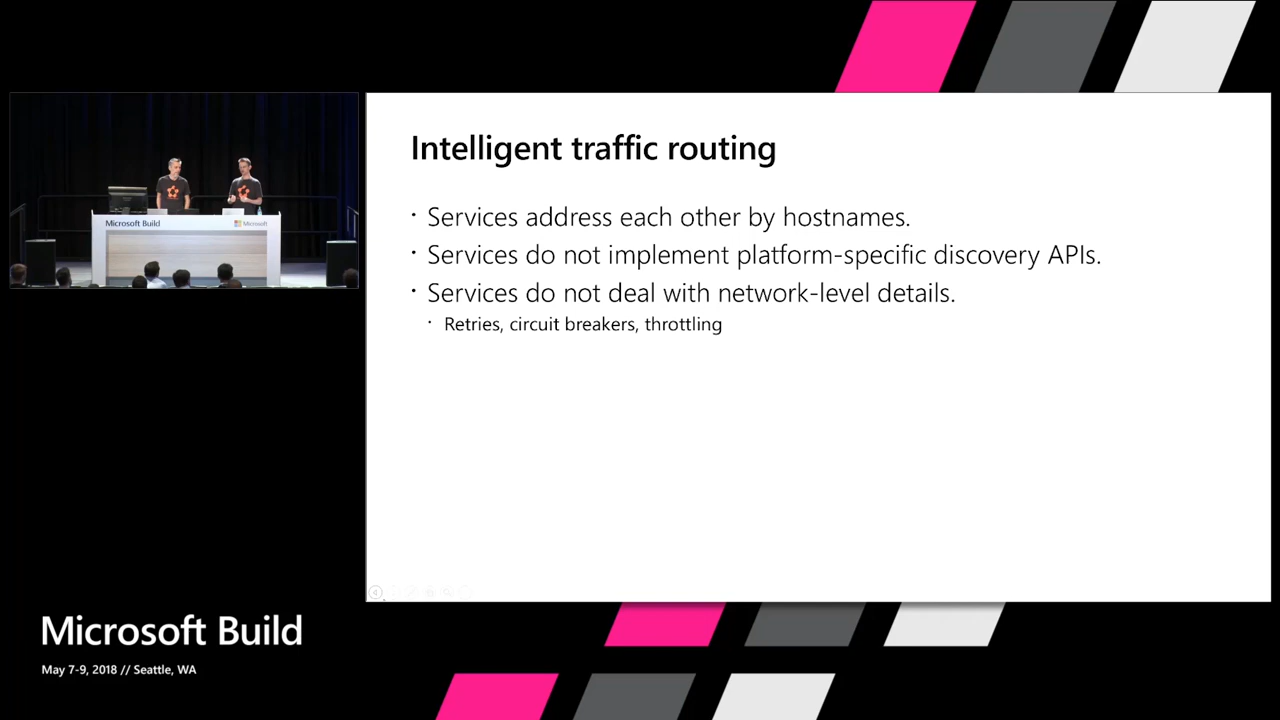 Microsoft Build
Microsoft
Intelligent traffic routing
· Services address each other by hostnames.
· Services do not implement platform-specific discovery APIs.
· Services do not deal with network-level details.
· Retries, circuit breakers, throttling
Microsoft Build
May 7-9, 2018 // Seattle, WA